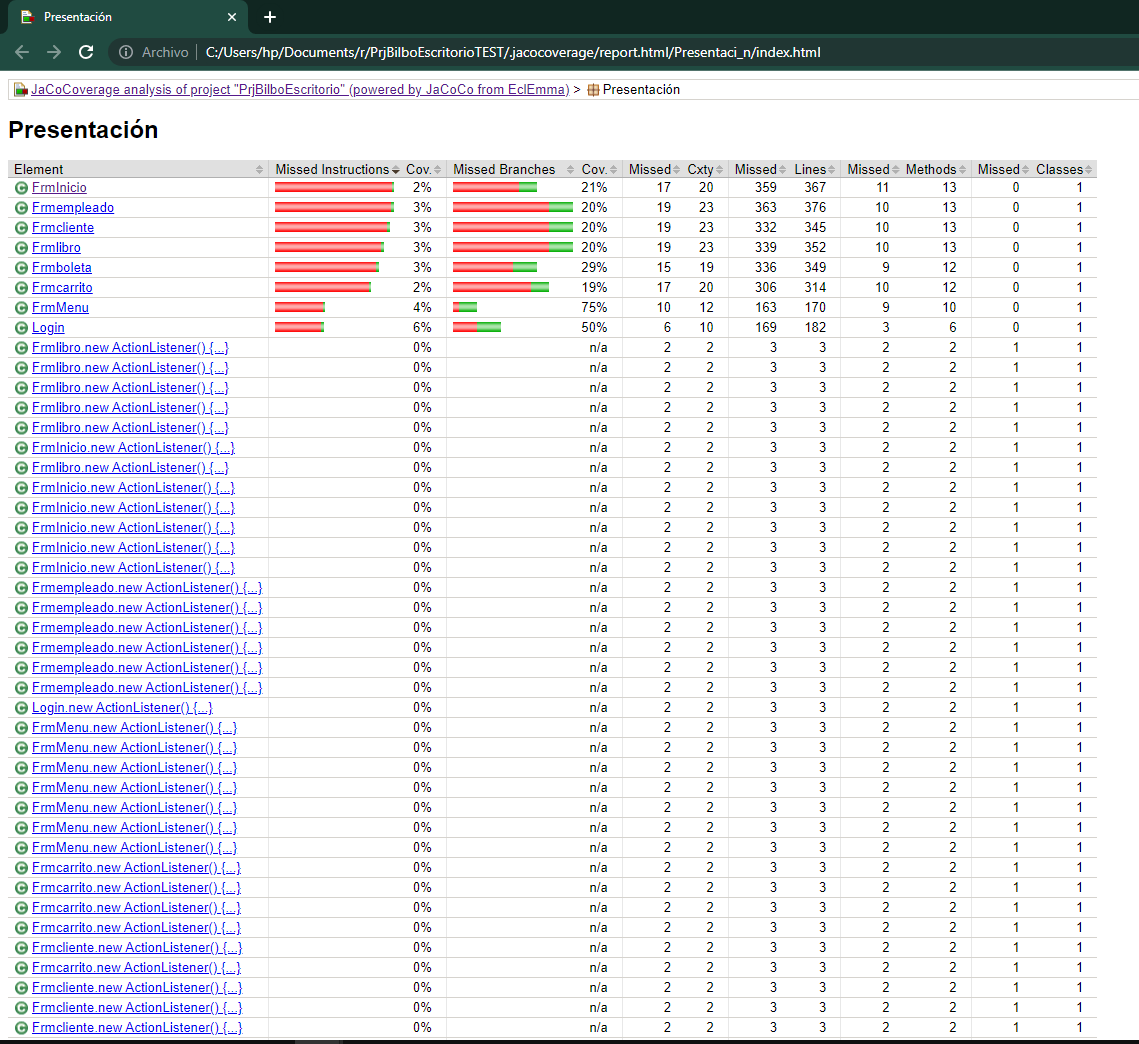 Presentación
Archivo C:/Users/hp/Documents/r/PrjBilboEscritorioTEST/.jacocoverage/report.html/Presentaci_n/index.html
JaCoCoverage analysis of project "PrjBilboEscritorio" (powered by JaCoCo from EclEmma) > Presentación
Presentación
Element Missed Instructions Cov. Missed Branches Cov. Missed Cxty Missed Lines Missed Methods Missed Classes
FrmInicio 2% 21% 17 20 359 367 11 13 0 1
Frmempleado 3% 20% 19 23 363 376 10 13 0 1
Frmcliente 3% 20% 19 23 332 345 10 13 0 1
Frmlibro 3% 20% 19 23 339 352 10 13 0 1
Frmboleta 3% 29% 15 19 336 349 9 12 0 1
Frmcarrito 2% 19% 17 20 306 314 10 12 0 1
FrmMenu 4% 75% 10 12 163 170 9 10 0 1
Login 6% 50% 6 10 169 182 3 6 0 1
Frmlibro.new ActionListener() {...} 0% n/a 2 2 3 3 2 2 1 1
Frmlibro.new ActionListener() {...} 0% n/a 2 2 3 3 2 2 1 1
Frmlibro.new ActionListener() {...} 0% n/a 2 2 3 3 2 2 1 1
Frmlibro.new ActionListener() {...} 0% n/a 2 2 3 3 2 2 1 1
Frmlibro.new ActionListener() {...} 0% n/a 2 2 3 3 2 2 1 1
FrmInicio.new ActionListener() {...} 0% n/a 2 2 3 3 2 2 1 1
Frmlibro.new ActionListener() {...} 0% n/a 2 2 3 3 2 2 1 1
FrmInicio.new ActionListener() {...} 0% n/a 2 2 3 3 2 2 1 1
FrmInicio.new ActionListener() {...} 0% n/a 2 2 3 3 2 2 1 1
FrmInicio.new ActionListener() {...} 0% n/a 2 2 3 3 2 2 1 1
FrmInicio.new ActionListener() {...} 0% n/a 2 2 3 3 2 2 1 1
FrmInicio.new ActionListener() {...} 0% n/a 2 2 3 3 2 2 1 1
Frmempleado.new ActionListener() {...} 0% n/a 2 2 3 3 2 2 1 1
Frmempleado.new ActionListener() {...} 0% n/a 2 2 3 3 2 2 1 1
Frmempleado.new ActionListener() {...} 0% n/a 2 2 3 3 2 2 1 1
Frmempleado.new ActionListener() {...} 0% n/a 2 2 3 3 2 2 1 1
Frmempleado.new ActionListener() {...} 0% n/a 2 2 3 3 2 2 1 1
Frmempleado.new ActionListener() {...} 0% n/a 2 2 3 3 2 2 1 1
Login.new ActionListener() {...} 0% n/a 2 2 3 3 2 2 1 1
FrmMenu.new ActionListener() {...} 0% n/a 2 2 3 3 2 2 1 1
FrmMenu.new ActionListener() {...} 0% n/a 2 2 3 3 2 2 1 1
FrmMenu.new ActionListener() {...} 0% n/a 2 2 3 3 2 2 1 1
FrmMenu.new ActionListener() {...} 0% n/a 2 2 3 3 2 2 1 1
FrmMenu.new ActionListener() {...} 0% n/a 2 2 3 3 2 2 1 1
FrmMenu.new ActionListener() {...} 0% n/a 2 2 3 3 2 2 1 1
FrmMenu.new ActionListener() {...} 0% n/a 2 2 3 3 2 2 1 1
Frmcarrito.new ActionListener() {...} 0% n/a 2 2 3 3 2 2 1 1
Frmcarrito.new ActionListener() {...} 0% n/a 2 2 3 3 2 2 1 1
Frmcarrito.new ActionListener() {...} 0% n/a 2 2 3 3 2 2 1 1
Frmcarrito.new ActionListener() {...} 0% n/a 2 2 3 3 2 2 1 1
Frmcliente.new ActionListener() {...} 0% n/a 2 2 3 3 2 2 1 1
Frmcarrito.new ActionListener() {...} 0% n/a 2 2 3 3 2 2 1 1
Frmcliente.new ActionListener() {...} 0% n/a 2 2 3 3 2 2 1 1
Frmcliente.new ActionListener() {...} 0% n/a 2 2 3 3 2 2 1 1
Frmcliente.new ActionListener() {...} 0% n/a 2 2 3 3 2 2 1 1